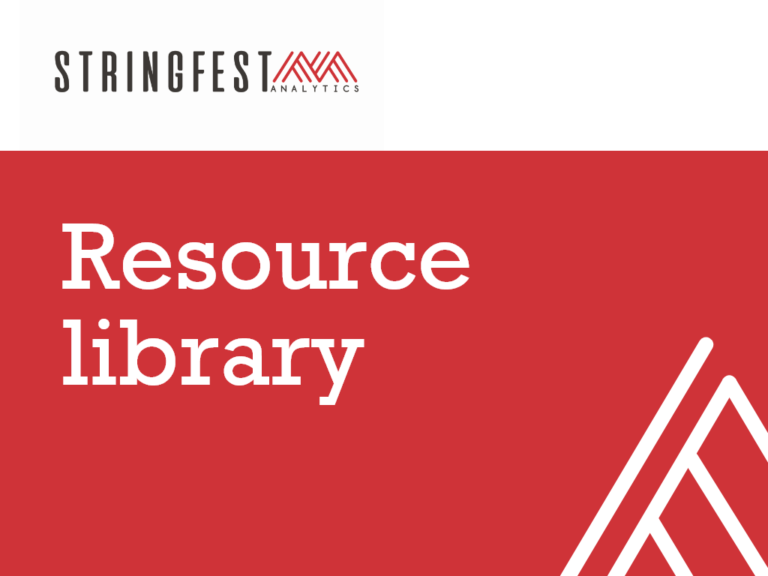 STRINGFEST
ANALYTICS
Resource
library